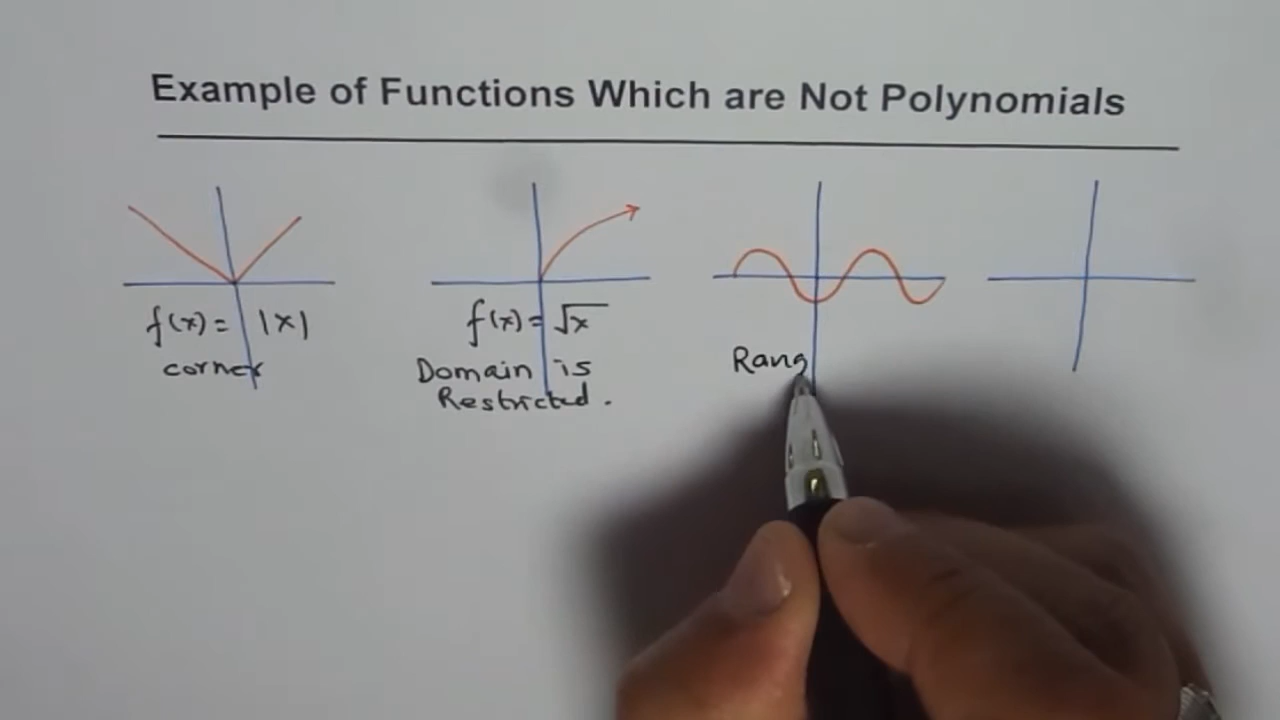 Example of Functions Which are Not Polynomials
f(x) = |x|
corner
f(x) = √x
Domain is
Restricted.
Rang